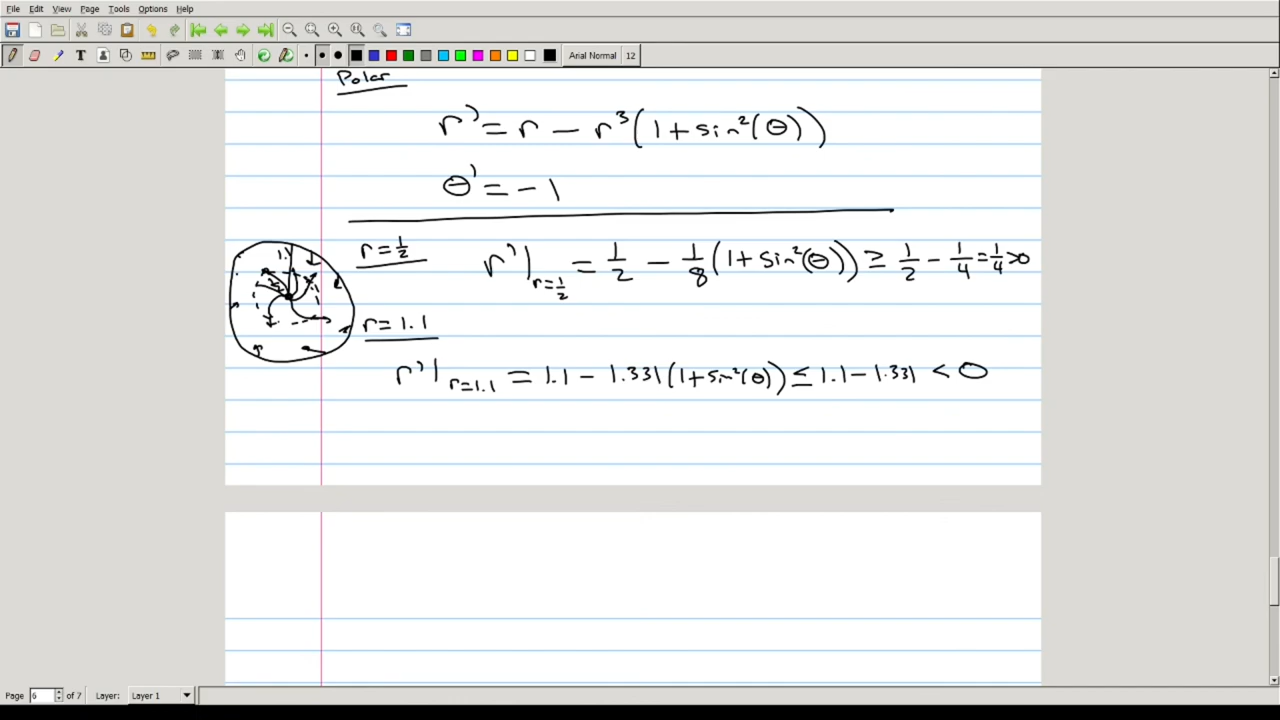 File Edit View Page Tools Options Help
T Arial Normal 12
Polar
r' = r − r³(1+sin²(θ))
θ' = −1
r = 1/2 r'|r=1/2 = 1/2 − 1/8 (1+sin²(θ)) ≥ 1/2 − 1/4 = 1/4 > 0
r = 1.1
r'|r=1.1 = 1.1 − 1.331(1+sin²(θ)) ≤ 1.1 − 1.331 < 0
Page 6 of 7 Layer: Layer 1